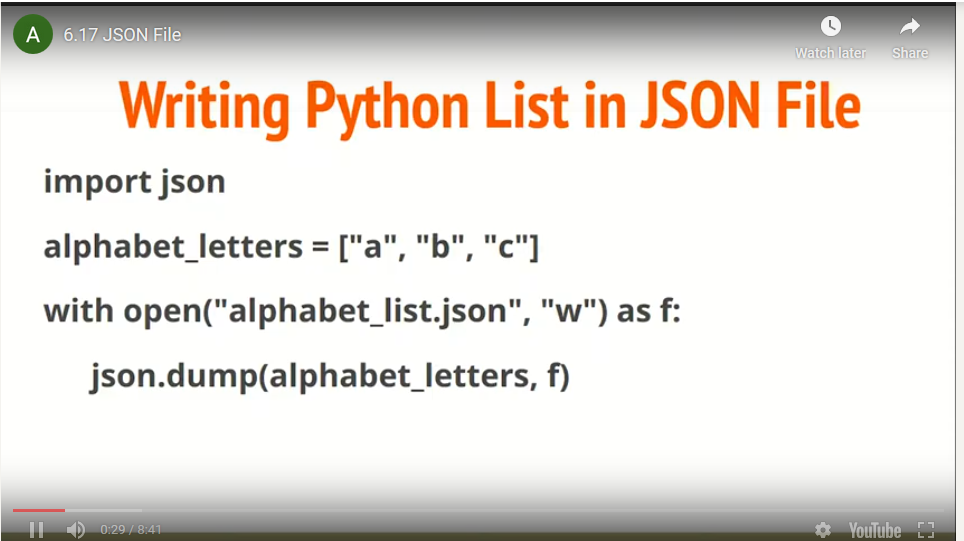 A
6.17 JSON File
Watch later
Share
Writing Python List in JSON File
import json
alphabet_letters = ["a", "b", "c"]
with open("alphabet_list.json", "w") as f:
json.dump(alphabet_letters, f)
0:29 / 8:41
YouTube